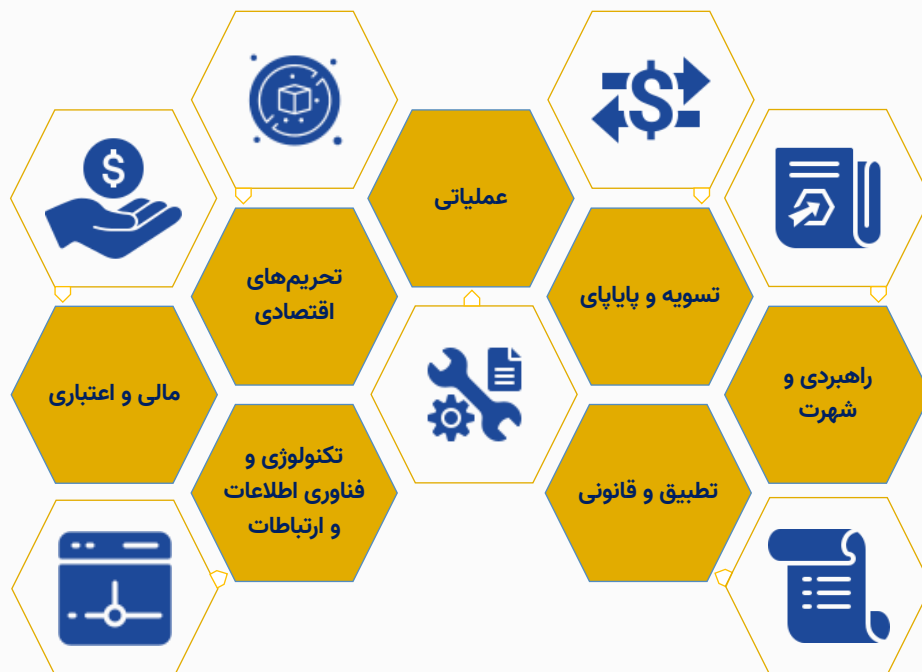 عملیاتی
تسویه و پایاپای
تحریم‌های
اقتصادی
راهبردی و
شهرت
مالی و اعتباری
تطبیق و قانونی
تکنولوژی و
فناوری اطلاعات
و ارتباطات